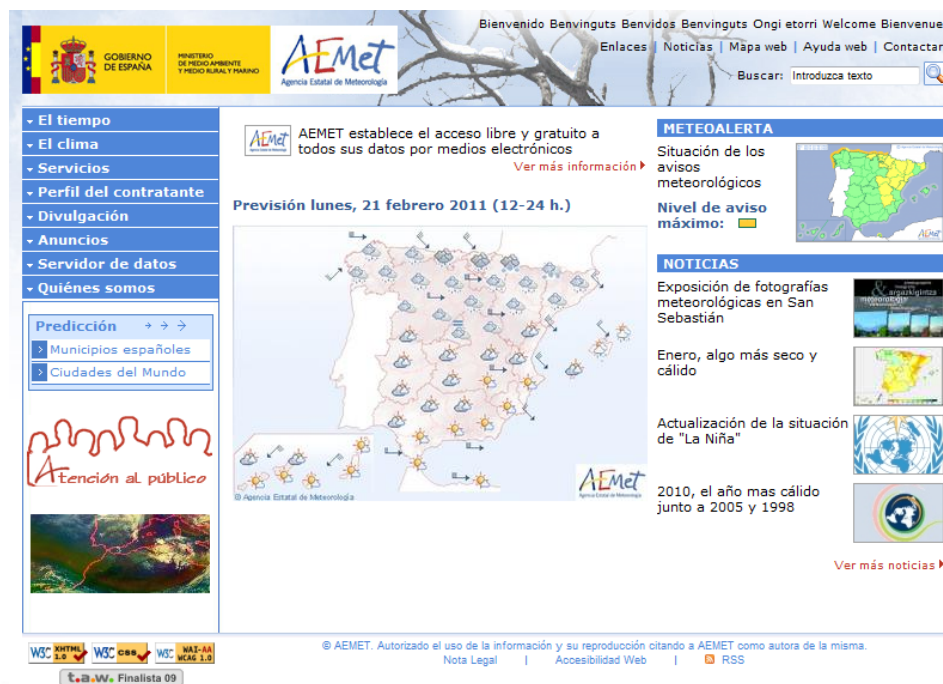 Bienvenido Benvinguts Benvidos Benvinguts Ongi etorri Welcome Bienvenue
GOBIERNO
DE ESPAÑA
MINISTERIO
DE MEDIO AMBIENTE
Y MEDIO RURAL Y MARINO
AEMet
Agencia Estatal de Meteorología
Enlaces | Noticias | Mapa web | Ayuda web | Contactar
Buscar: Introduzca texto
El tiempo
El clima
Servicios
Perfil del contratante
Divulgación
Anuncios
Servidor de datos
Quiénes somos
Predicción
Municipios españoles
Ciudades del Mundo
Atención al público
AEMet
AEMET establece el acceso libre y gratuito a
todos sus datos por medios electrónicos
Ver más información
Previsión lunes, 21 febrero 2011 (12-24 h.)
© Agencia Estatal de Meteorología
AEMet
Agencia Estatal de Meteorología
METEOALERTA
Situación de los
avisos
meteorológicos
Nivel de aviso
máximo:
AEMet
NOTICIAS
Exposición de fotografías
meteorológicas en San
Sebastián
& argazkigintza
meteorologikoa
Enero, algo más seco y
cálido
Actualización de la situación
de "La Niña"
2010, el año mas cálido
junto a 2005 y 1998
Ver más noticias
W3C XHTML 1.0
W3C css
W3C WAI-AA WCAG 1.0
t.a.w. Finalista 09
© AEMET. Autorizado el uso de la información y su reproducción citando a AEMET como autora de la misma.
Nota Legal | Accesibilidad Web | RSS